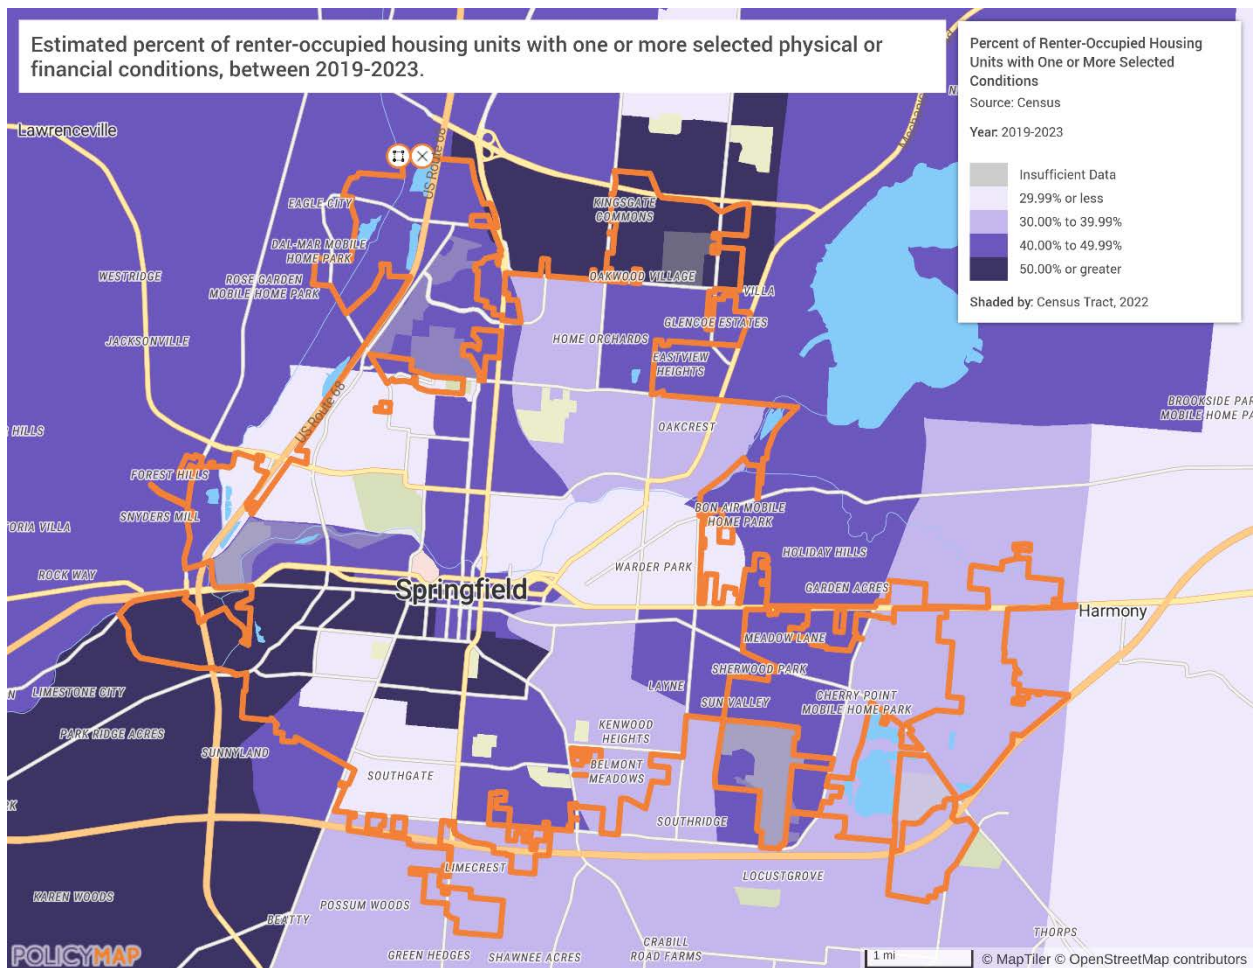 Estimated percent of renter-occupied housing units with one or more selected physical or
financial conditions, between 2019-2023.
Percent of Renter-Occupied Housing
Units with One or More Selected
Conditions
Source: Census
Year: 2019-2023
Insufficient Data
29.99% or less
30.00% to 39.99%
40.00% to 49.99%
50.00% or greater
Shaded by: Census Tract, 2022
Lawrenceville
US Route 68
EAGLE CITY
KINGSGATE
COMMONS
DAL-MAR MOBILE
HOME PARK
WESTRIDGE
ROSE GARDEN
MOBILE HOME PARK
OAKWOOD VILLAGE
VILLA
GLENCOE ESTATES
JACKSONVILLE
HOME ORCHARDS
EASTVIEW
HEIGHTS
US Route 68
BROOKSIDE PAR
MOBILE HOME PA
HILLS
OAKCREST
FOREST HILLS
SNYDERS MILL
BON AIR MOBILE
HOME PARK
ORIA VILLA
HOLIDAY HILLS
ROCK WAY
WARDER PARK
GARDEN ACRES
Springfield
Harmony
MEADOW LANE
SHERWOOD PARK
LIMESTONE CITY
LAYNE
SUN VALLEY
CHERRY POINT
MOBILE HOME PARK
PARK RIDGE ACRES
SUNNYLAND
KENWOOD
HEIGHTS
SOUTHGATE
BELMONT
MEADOWS
SOUTHRIDGE
LIMECREST
LOCUSTGROVE
KAREN WOODS
POSSUM WOODS
BEATTY
THORPS
GREEN HEDGES
SHAWNEE ACRES
CRABILL
ROAD FARMS
POLICYMAP
1 mi
© MapTiler © OpenStreetMap contributors